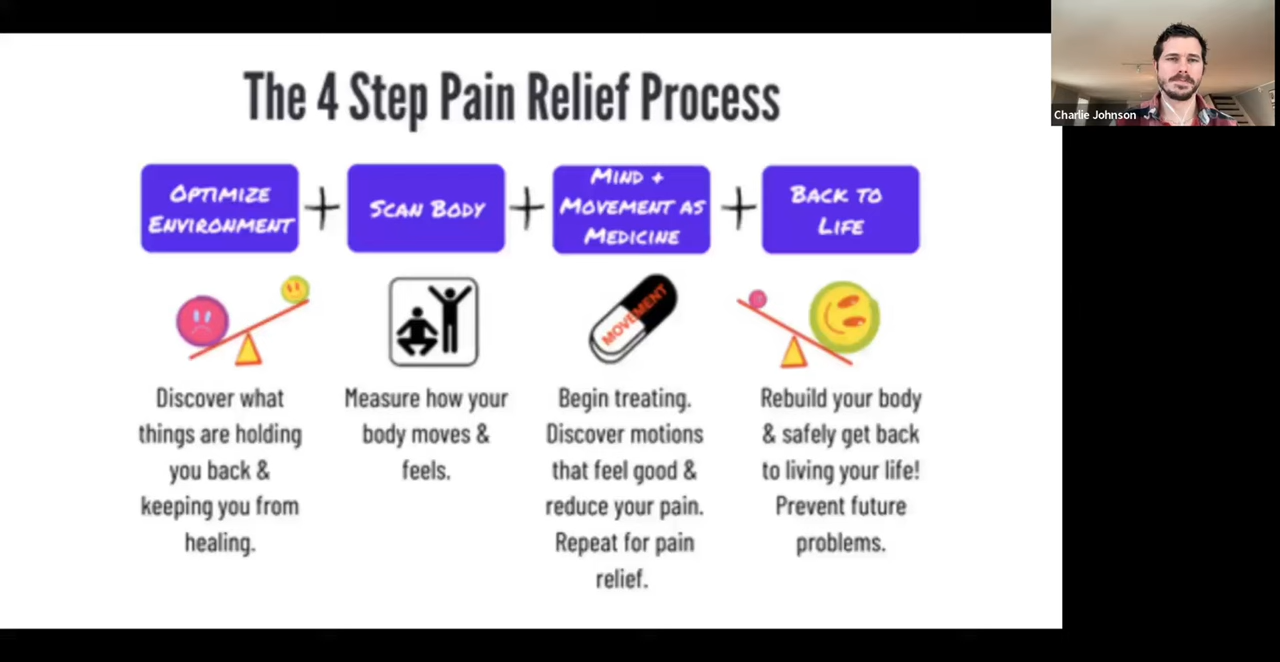 The 4 Step Pain Relief Process
Charlie Johnson
OPTIMIZE
ENVIRONMENT
+
SCAN BODY
+
MIND +
MOVEMENT AS
MEDICINE
+
BACK TO
LIFE
MOVEMENT
Discover what
things are holding
you back &
keeping you from
healing.
Measure how your
body moves &
feels.
Begin treating.
Discover motions
that feel good &
reduce your pain.
Repeat for pain
relief.
Rebuild your body
& safely get back
to living your life!
Prevent future
problems.